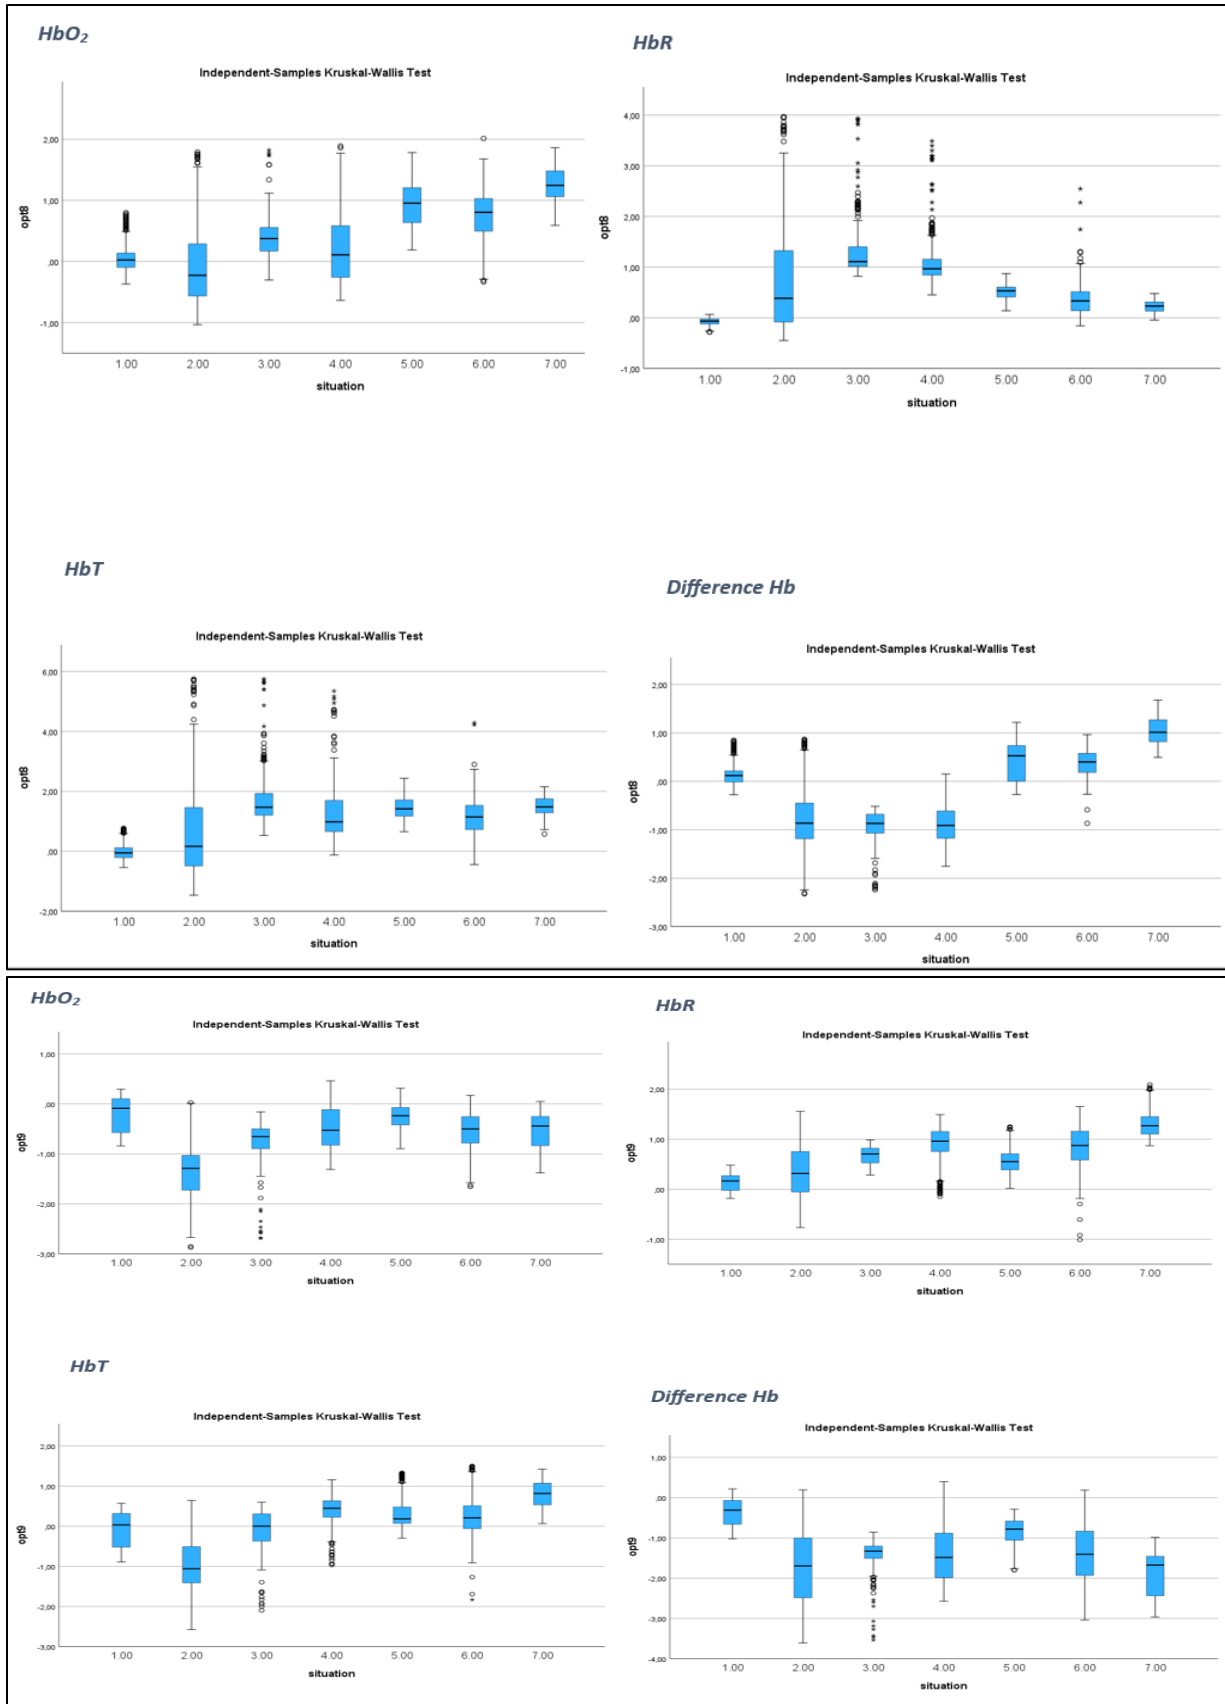 HbO₂
Independent-Samples Kruskal-Wallis Test
2,00
1,00
,00
-1,00
opt8
1.00 2.00 3.00 4.00 5.00 6.00 7.00
situation
HbR
Independent-Samples Kruskal-Wallis Test
4,00
3,00
2,00
1,00
,00
-1,00
opt8
1.00 2.00 3.00 4.00 5.00 6.00 7.00
situation
HbT
Independent-Samples Kruskal-Wallis Test
6,00
4,00
2,00
,00
-2,00
opt8
1.00 2.00 3.00 4.00 5.00 6.00 7.00
situation
Difference Hb
Independent-Samples Kruskal-Wallis Test
2,00
1,00
,00
-1,00
-2,00
-3,00
opt8
1.00 2.00 3.00 4.00 5.00 6.00 7.00
situation
HbO₂
Independent-Samples Kruskal-Wallis Test
1,00
,00
-1,00
-2,00
-3,00
opt9
1.00 2.00 3.00 4.00 5.00 6.00 7.00
situation
HbR
Independent-Samples Kruskal-Wallis Test
2,00
1,00
,00
-1,00
opt9
1.00 2.00 3.00 4.00 5.00 6.00 7.00
situation
HbT
Independent-Samples Kruskal-Wallis Test
2,00
1,00
,00
-1,00
-2,00
-3,00
opt9
1.00 2.00 3.00 4.00 5.00 6.00 7.00
situation
Difference Hb
Independent-Samples Kruskal-Wallis Test
1,00
,00
-1,00
-2,00
-3,00
-4,00
opt9
1.00 2.00 3.00 4.00 5.00 6.00 7.00
situation